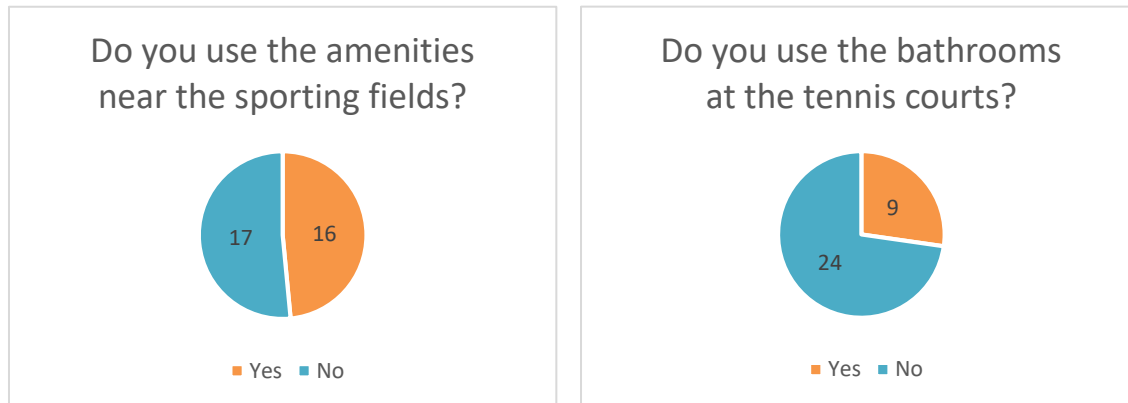 Do you use the amenities
near the sporting fields?
17
16
Yes No
Do you use the bathrooms
at the tennis courts?
9
24
Yes No